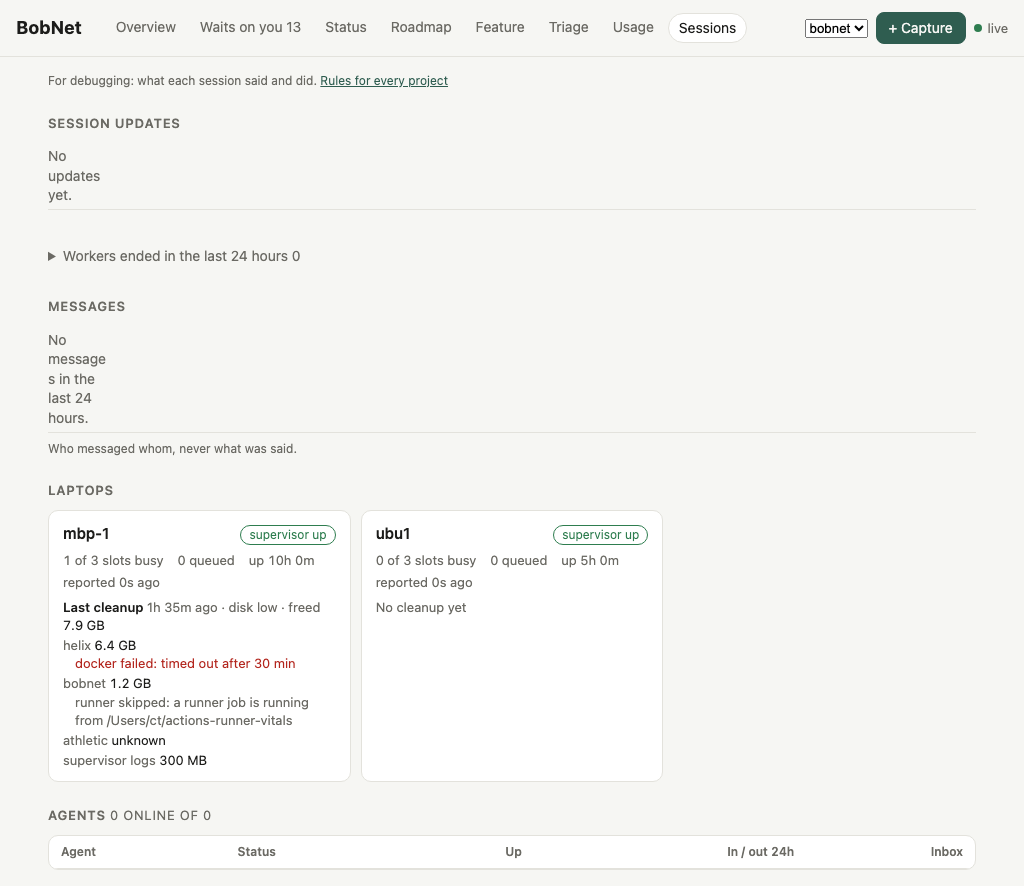 BobNet
Overview
Waits on you 13
Status
Roadmap
Feature
Triage
Usage
Sessions
bobnet
+ Capture
live
For debugging: what each session said and did. Rules for every project
SESSION UPDATES
No
updates
yet.
Workers ended in the last 24 hours 0
MESSAGES
No
message
s in the
last 24
hours.
Who messaged whom, never what was said.
LAPTOPS
mbp-1
supervisor up
1 of 3 slots busy 0 queued up 10h 0m
reported 0s ago
Last cleanup 1h 35m ago · disk low · freed
7.9 GB
helix 6.4 GB
docker failed: timed out after 30 min
bobnet 1.2 GB
runner skipped: a runner job is running
from /Users/ct/actions-runner-vitals
athletic unknown
supervisor logs 300 MB
ubu1
supervisor up
0 of 3 slots busy 0 queued up 5h 0m
reported 0s ago
No cleanup yet
AGENTS 0 ONLINE OF 0
Agent Status Up In / out 24h Inbox